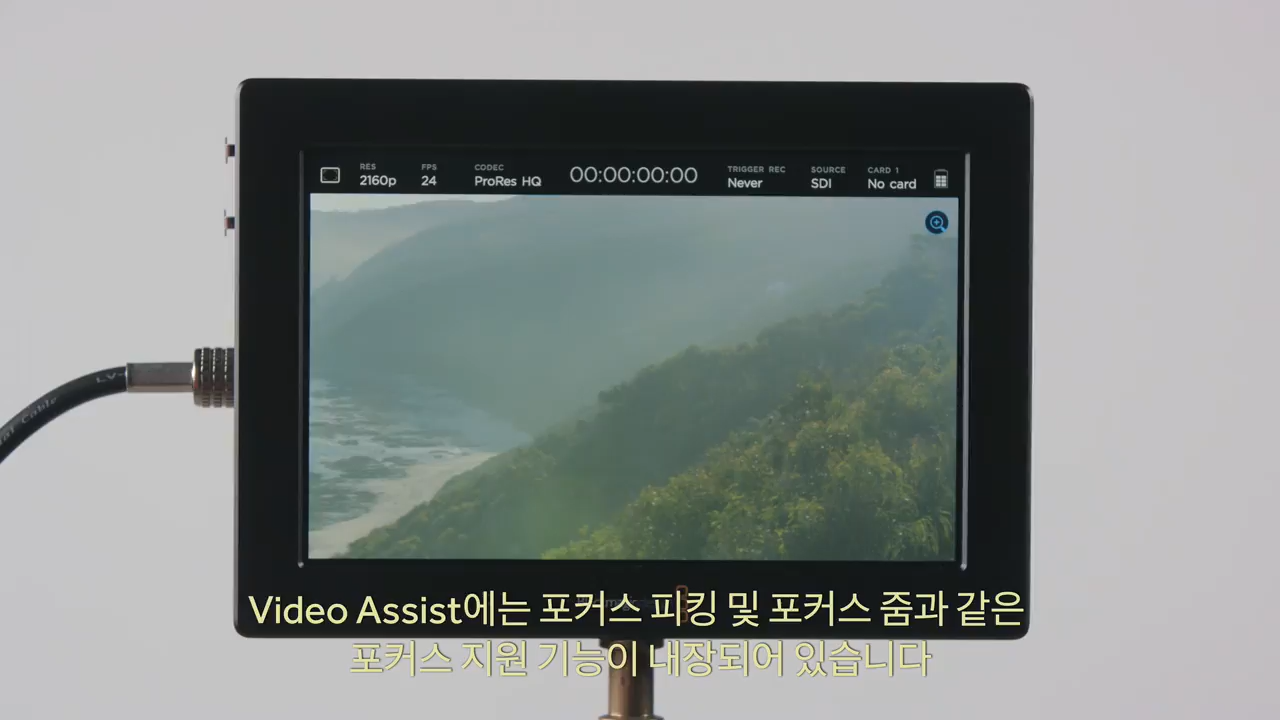 RES
2160p
FPS
24
CODEC
ProRes HQ
00:00:00:00
TRIGGER REC
Never
SOURCE
SDI
CARD 1
No card
Video Assist에는 포커스 피킹 및 포커스 줌과 같은
포커스 지원 기능이 내장되어 있습니다